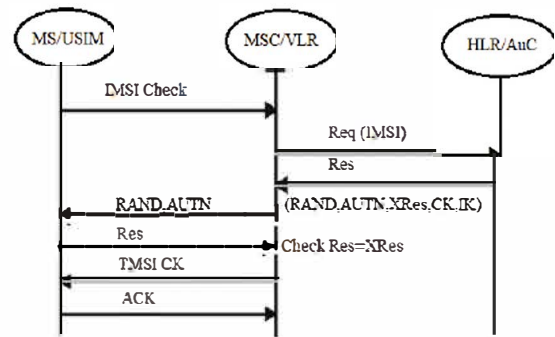 MS/USIM
MSC/VLR
HLR/AuC
IMSI Check
Req (IMSI)
Res
RAND,AUTN
(RAND,AUTN,XRes,CK,IK)
Res
Check Res=XRes
TMSI CK
ACK